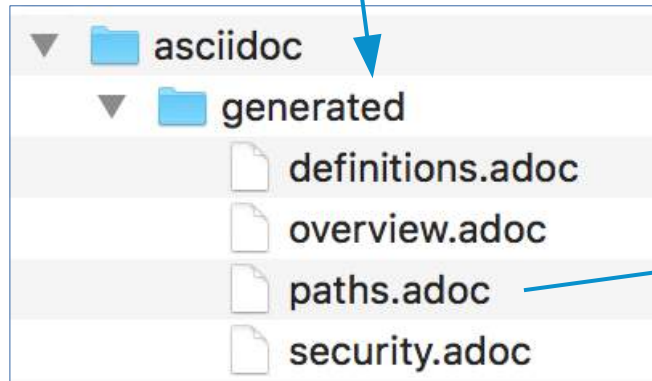 asciidoc
generated
definitions.adoc
overview.adoc
paths.adoc
security.adoc